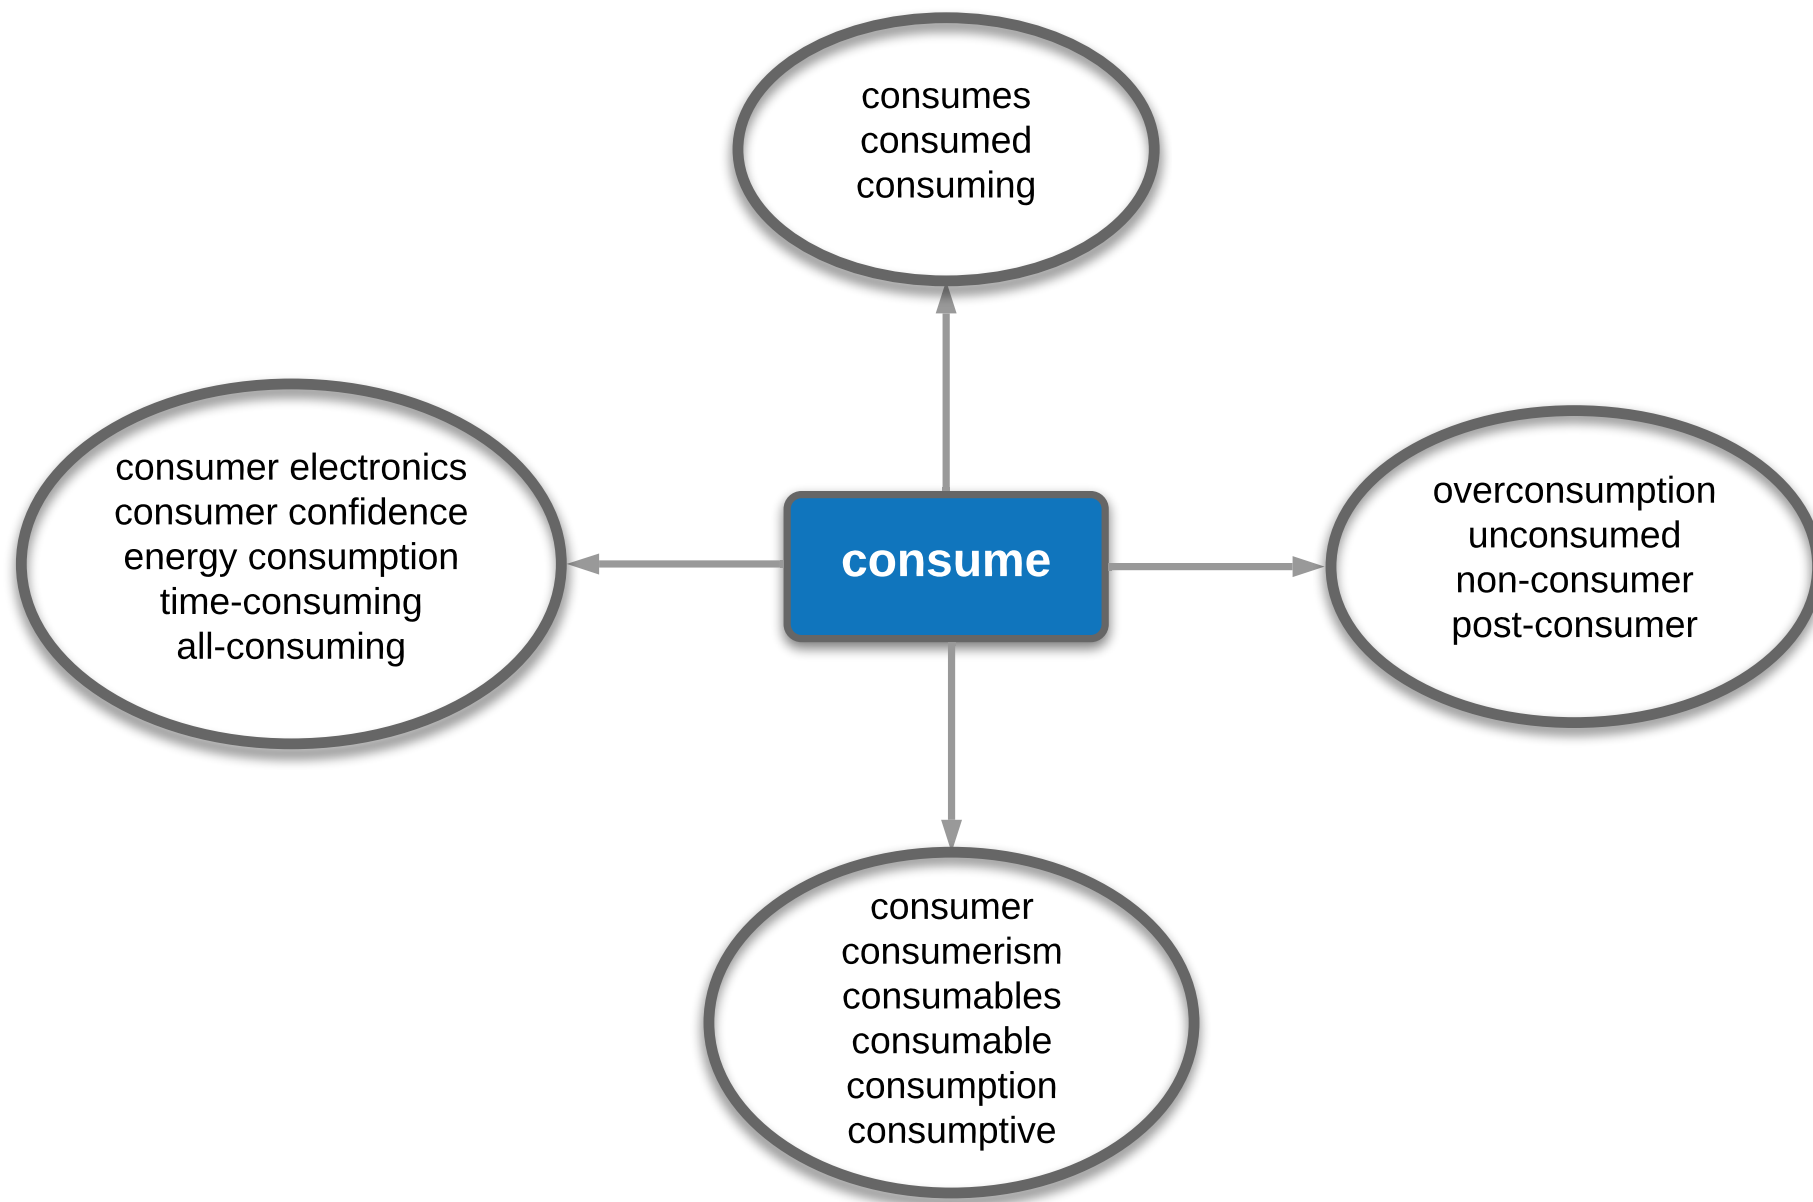 consumes
consumed
consuming
consumer electronics
consumer confidence
energy consumption
time-consuming
all-consuming
consume
overconsumption
unconsumed
non-consumer
post-consumer
consumer
consumerism
consumables
consumable
consumption
consumptive